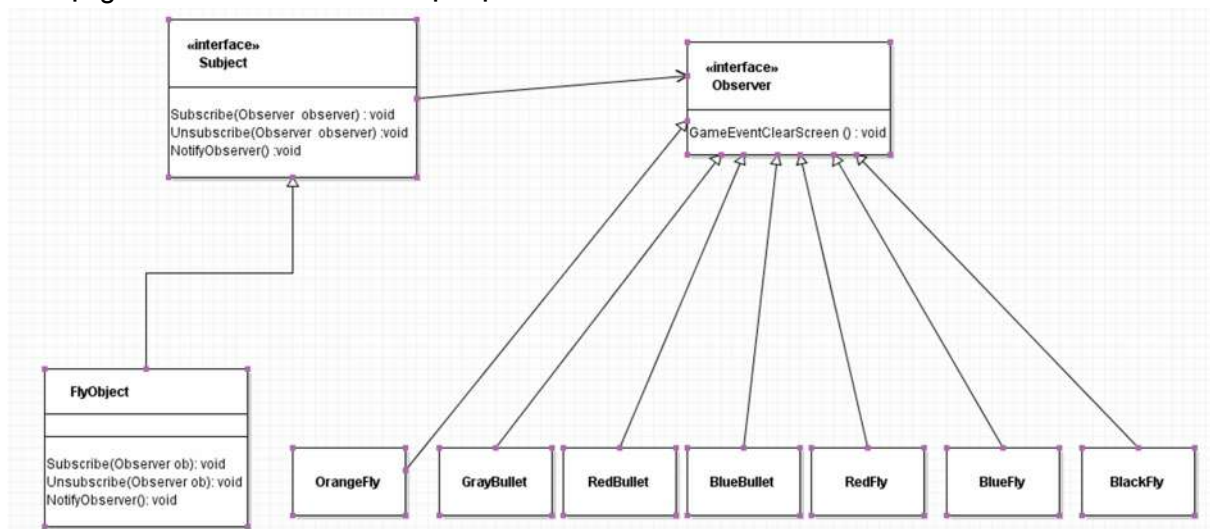 «interface»
Subject
Subscribe(Observer observer) : void
Unsubscribe(Observer observer) :void
NotifyObserver() :void
«interface»
Observer
GameEventClearScreen () : void
FlyObject
Subscribe(Observer ob): void
Unsubscribe(Observer ob): void
NotifyObserver(): void
OrangeFly
GrayBullet
RedBullet
BlueBullet
RedFly
BlueFly
BlackFly